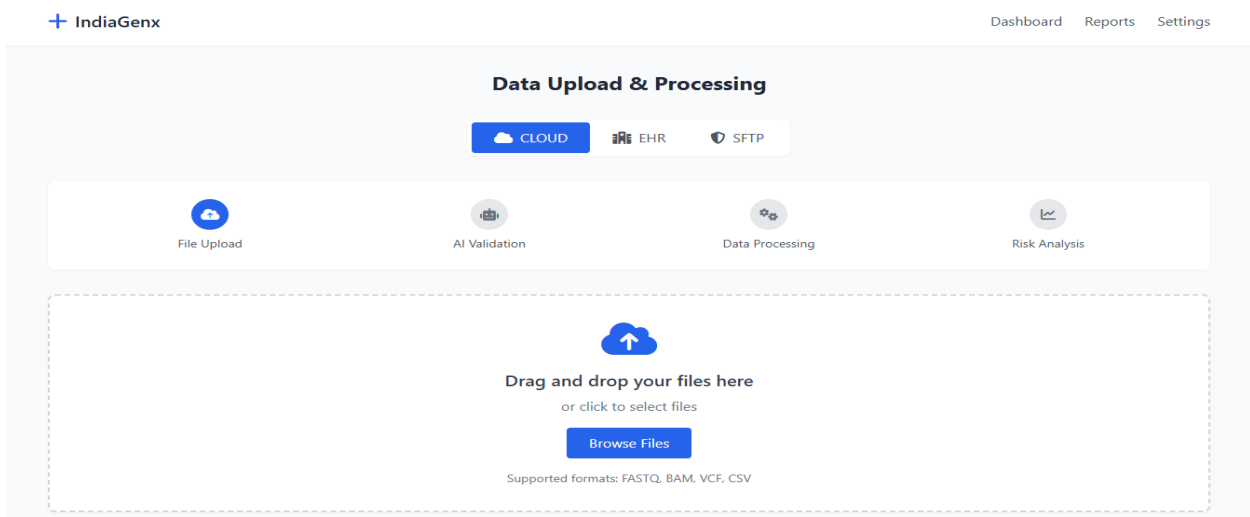 IndiaGenx
Dashboard Reports Settings
Data Upload & Processing
CLOUD EHR SFTP
File Upload AI Validation Data Processing Risk Analysis
Drag and drop your files here
or click to select files
Browse Files
Supported formats: FASTQ, BAM, VCF, CSV